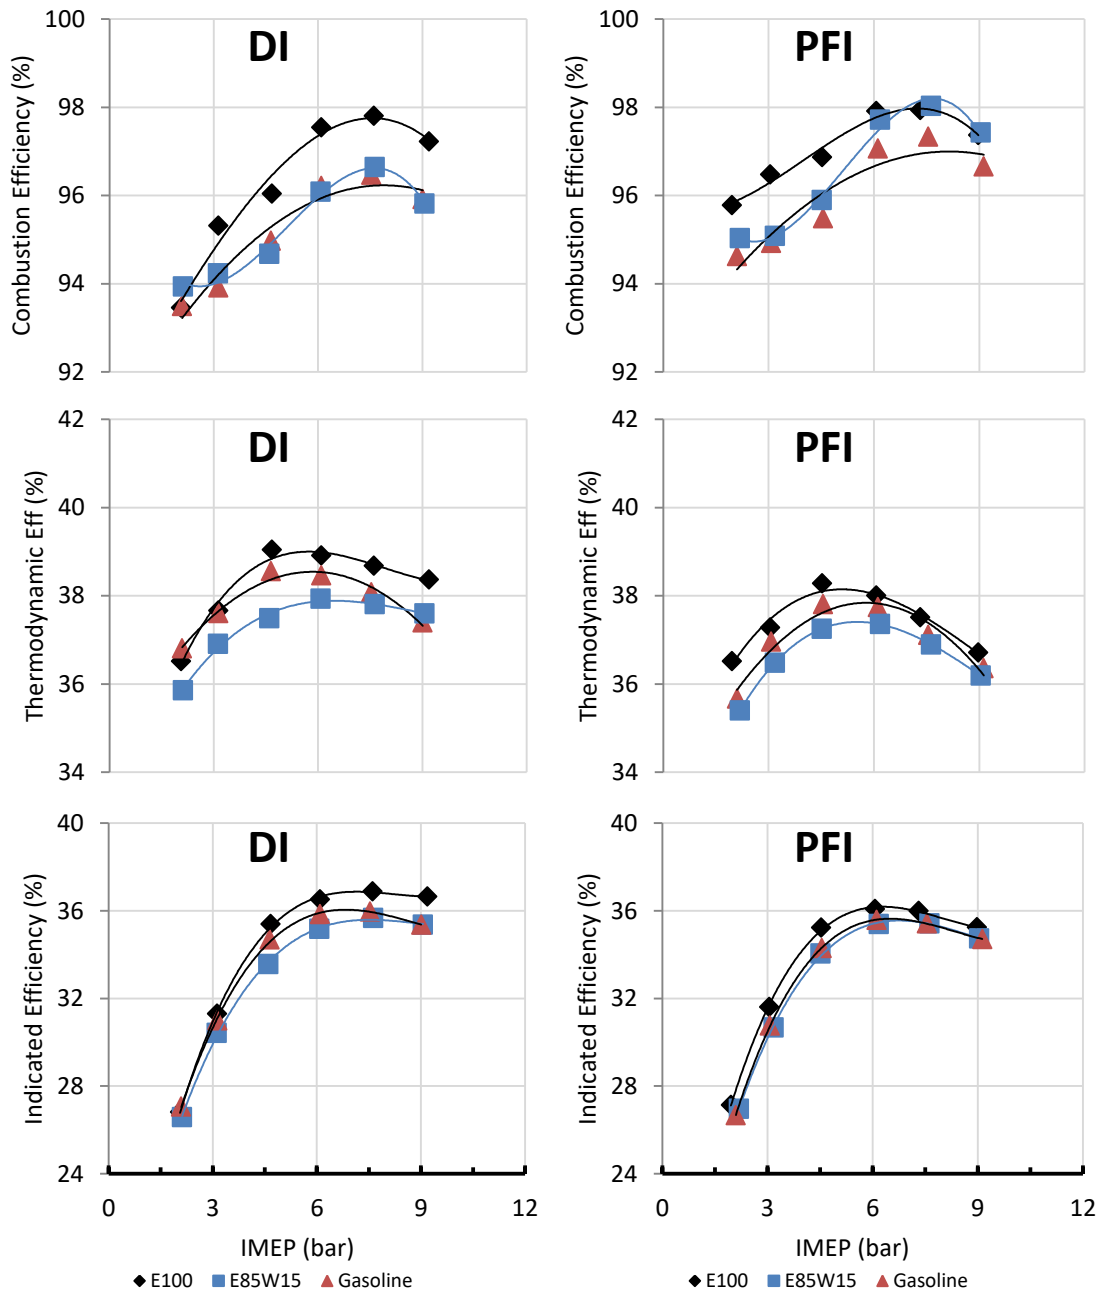 DI
Combustion Efficiency (%)
100
98
96
94
92
PFI
Combustion Efficiency (%)
100
98
96
94
92
DI
Thermodynamic Eff (%)
42
40
38
36
34
PFI
Thermodynamic Eff (%)
42
40
38
36
34
DI
Indicated Efficiency (%)
40
36
32
28
24
0 3 6 9 12
IMEP (bar)
E100 E85W15 Gasoline
PFI
Indicated Efficiency (%)
40
36
32
28
24
0 3 6 9 12
IMEP (bar)
E100 E85W15 Gasoline